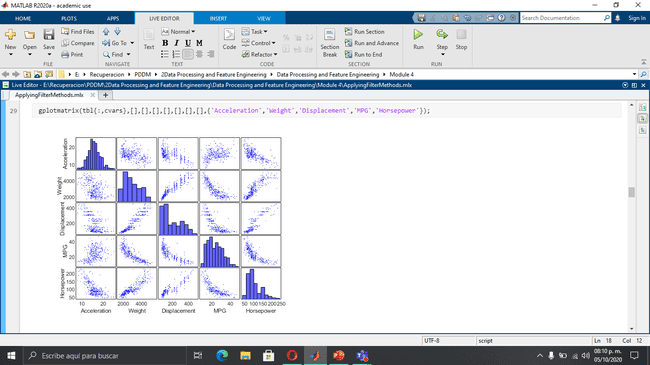 MATLAB R2020a - academic use
HOME PLOTS APPS LIVE EDITOR INSERT VIEW
Search Documentation Sign In
New Open Save
Find Files
Compare
Print
Go To
Find
Text
Normal
B I U M
Code
Task
Control
Refactor
Section Break
Run Section
Run and Advance
Run to End
Run Step Stop
FILE NAVIGATE TEXT CODE SECTION RUN
E: Recuperacion PDDM 2Data Processing and Feature Engineering Data Processing and Feature Engineering Module 4
Live Editor - E:\Recuperacion\PDDM\2Data Processing and Feature Engineering\Data Processing and Feature Engineering\Module 4\ApplyingFilterMethods.mlx
ApplyingFilterMethods.mlx
29 gplotmatrix(tbl{:,cvars},[],[],[],[],[],[],[],{'Acceleration','Weight','Displacement','MPG','Horsepower'});
Acceleration
20
10
Weight
4000
2000
Displacement
400
200
MPG
40
20
Horsepower
200
150
100
50
10 20 2000 4000 200 400 20 40 50 100 150 200 250
Acceleration Weight Displacement MPG Horsepower
UTF-8 script Ln 18 Col 12
Escribe aquí para buscar
08:10 p. m.
05/10/2020